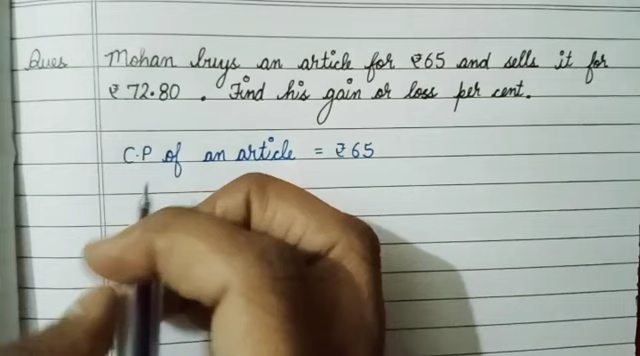 Ques Mohan buys an article for ₹65 and sells it for
₹72.80 . Find his gain or loss per cent.
C.P of an article = ₹65